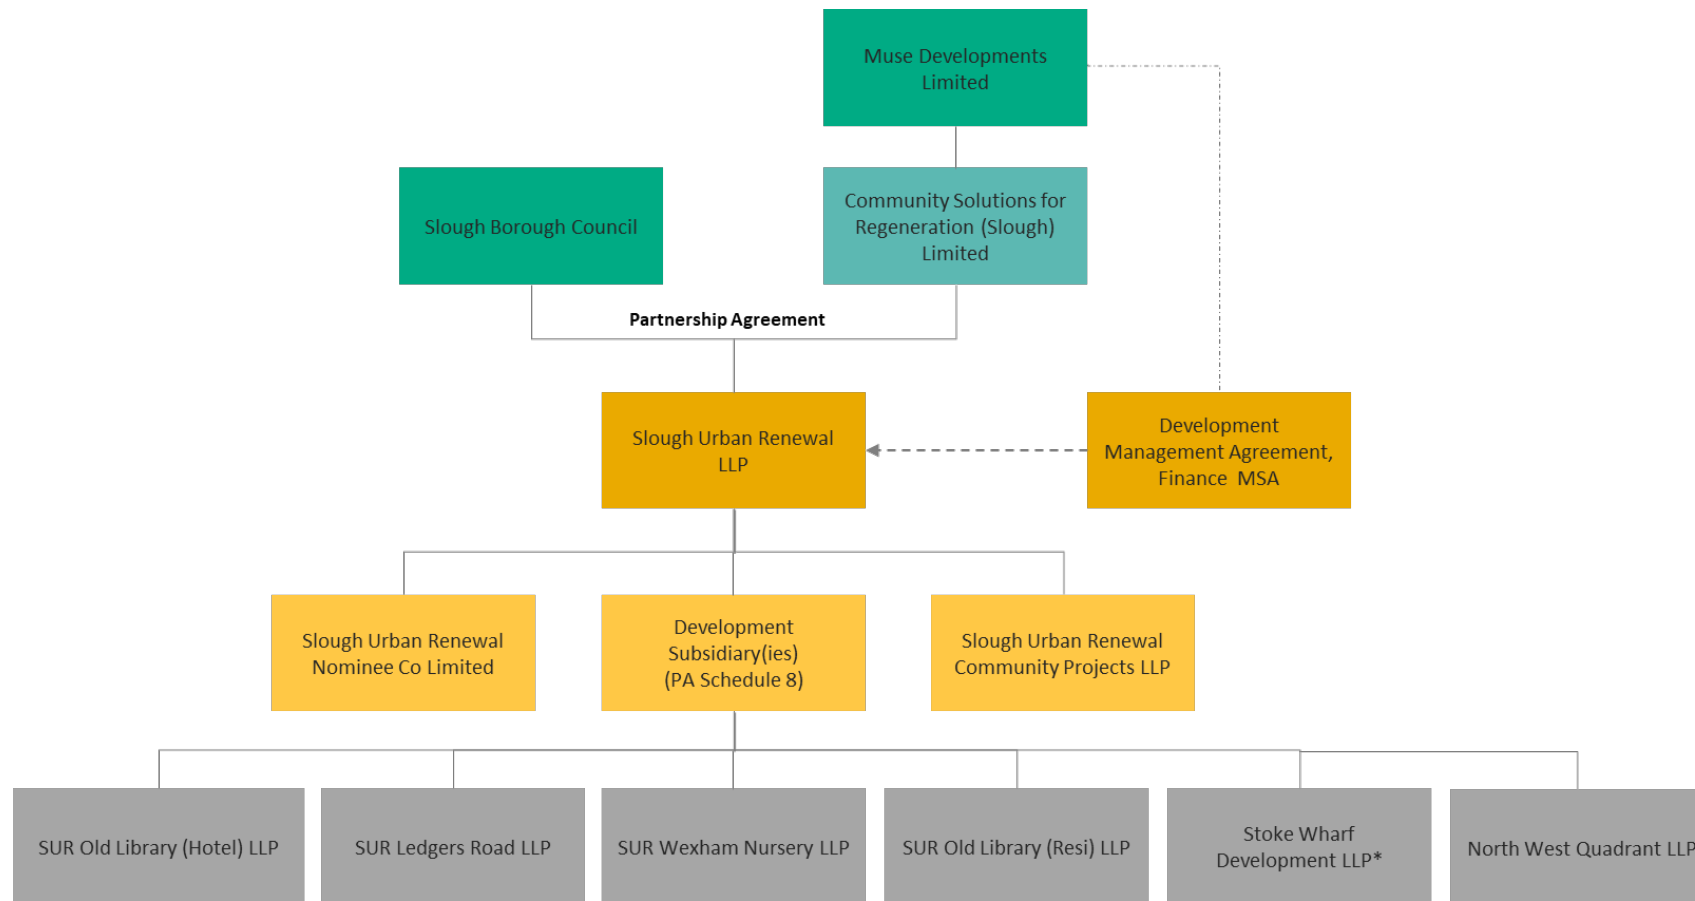 Muse Developments
Limited
Slough Borough Council
Community Solutions for
Regeneration (Slough)
Limited
Partnership Agreement
Slough Urban Renewal
LLP
Development
Management Agreement,
Finance  MSA
Slough Urban Renewal
Nominee Co Limited
Development
Subsidiary(ies)
(PA Schedule 8)
Slough Urban Renewal
Community Projects LLP
SUR Old Library (Hotel) LLP
SUR Ledgers Road LLP
SUR Wexham Nursery LLP
SUR Old Library (Resi) LLP
Stoke Wharf
Development LLP*
North West Quadrant LLP